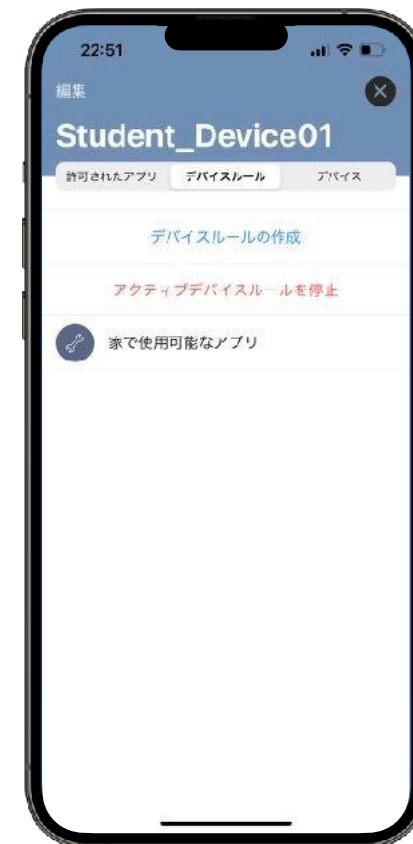 22:51
編集
Student_Device01
許可されたアプリ デバイスルール デバイス
デバイスルールの作成
アクティブデバイスルールを停止
家で使用可能なアプリ